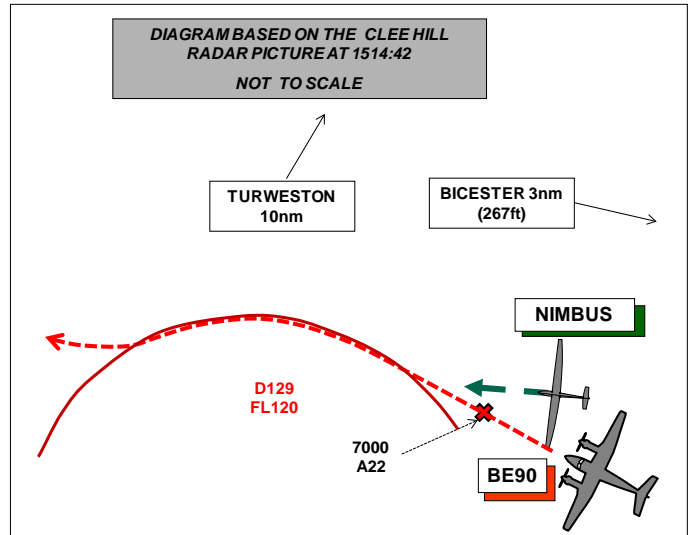 DIAGRAM BASED ON THE CLEE HILL
RADAR PICTURE AT 1514:42
NOT TO SCALE
TURWESTON
10nm
BICESTER 3nm
(267ft)
NIMBUS
D129
FL120
7000
A22
BE90